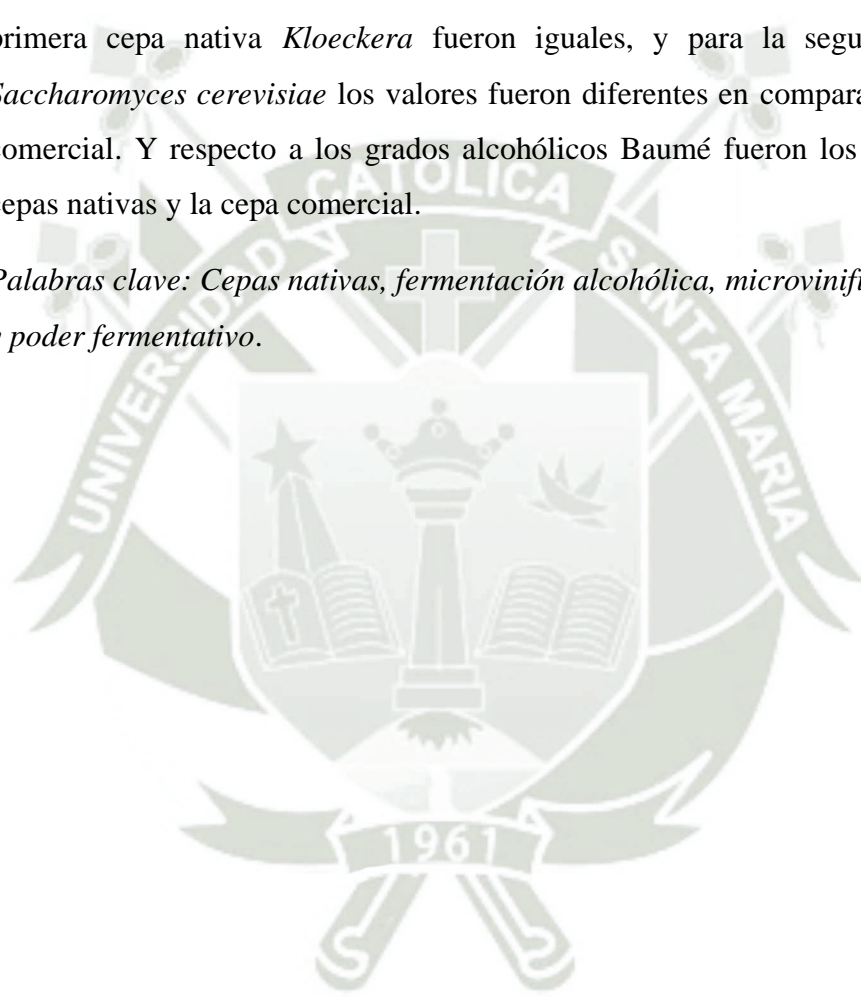 primera cepa nativa Kloeckera fueron iguales, y para la segu
Saccharomyces cerevisiae los valores fueron diferentes en compara
comercial. Y respecto a los grados alcohólicos Baumé fueron los
cepas nativas y la cepa comercial.
Palabras clave: Cepas nativas, fermentación alcohólica, microvinifi
y poder fermentativo.
UNIVERSIDAD CATOLICA SANTA MARIA
1961